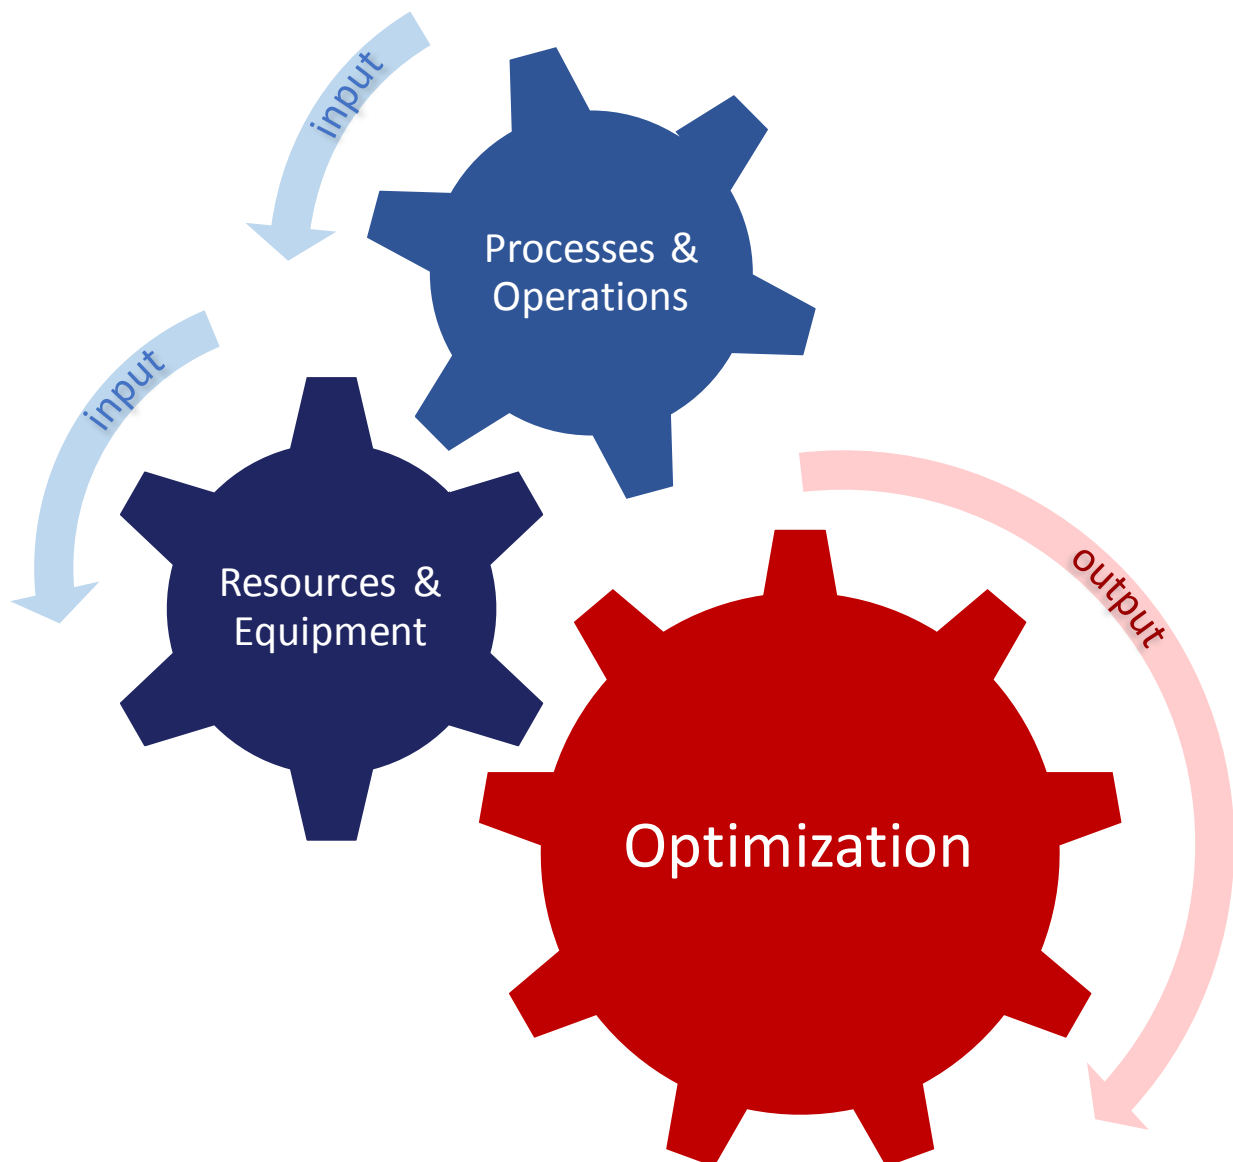 input
Processes &
Operations
input
Resources &
Equipment
output
Optimization